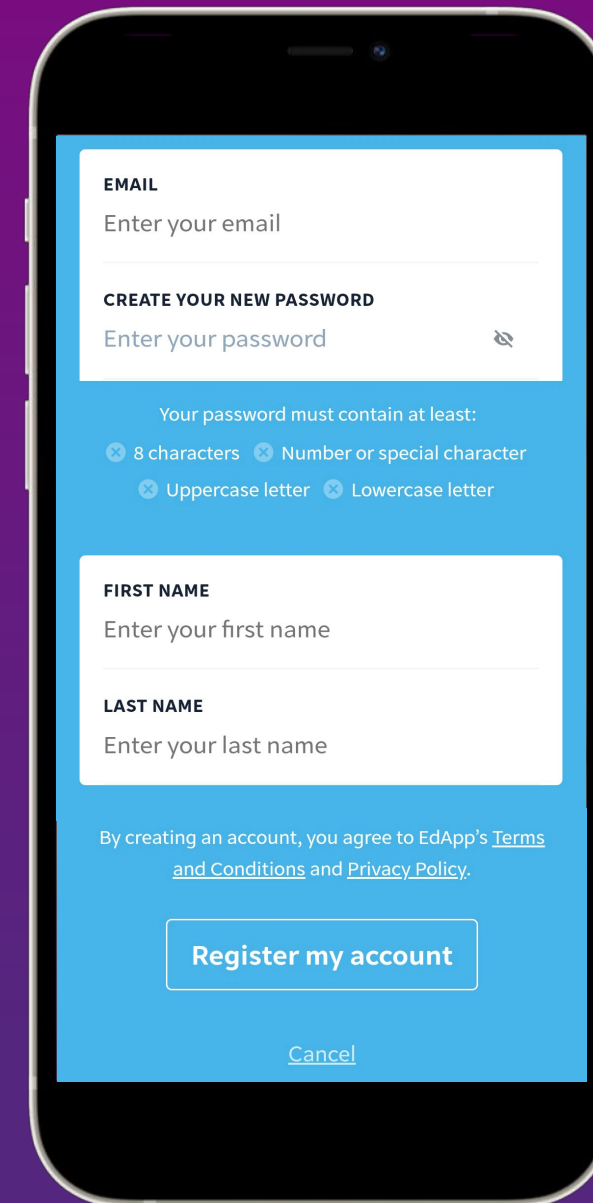 EMAIL
Enter your email
CREATE YOUR NEW PASSWORD
Enter your password
Your password must contain at least:
8 characters Number or special character
Uppercase letter Lowercase letter
FIRST NAME
Enter your first name
LAST NAME
Enter your last name
By creating an account, you agree to EdApp's Terms
and Conditions and Privacy Policy.
Register my account
Cancel